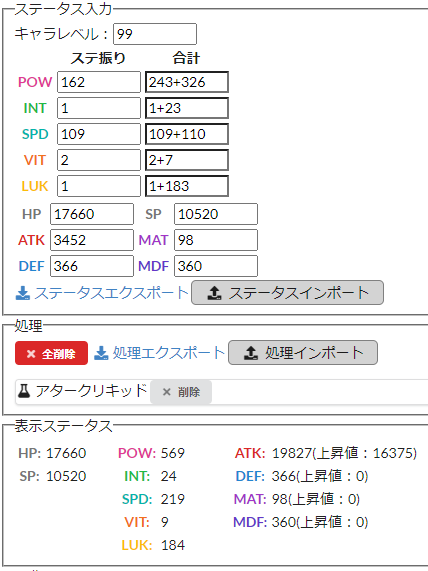 ステータス入力
キャラレベル：99
ステ振り 合計
POW 162 243+326
INT 1 1+23
SPD 109 109+110
VIT 2 2+7
LUK 1 1+183
HP 17660 SP 10520
ATK 3452 MAT 98
DEF 366 MDF 360
ステータスエクスポート ステータスインポート
処理
× 全削除 処理エクスポート 処理インポート
アタークリキッド × 削除
表示ステータス
HP: 17660 POW: 569 ATK: 19827(上昇値：16375)
SP: 10520 INT: 24 DEF: 366(上昇値：0)
SPD: 219 MAT: 98(上昇値：0)
VIT: 9 MDF: 360(上昇値：0)
LUK: 184